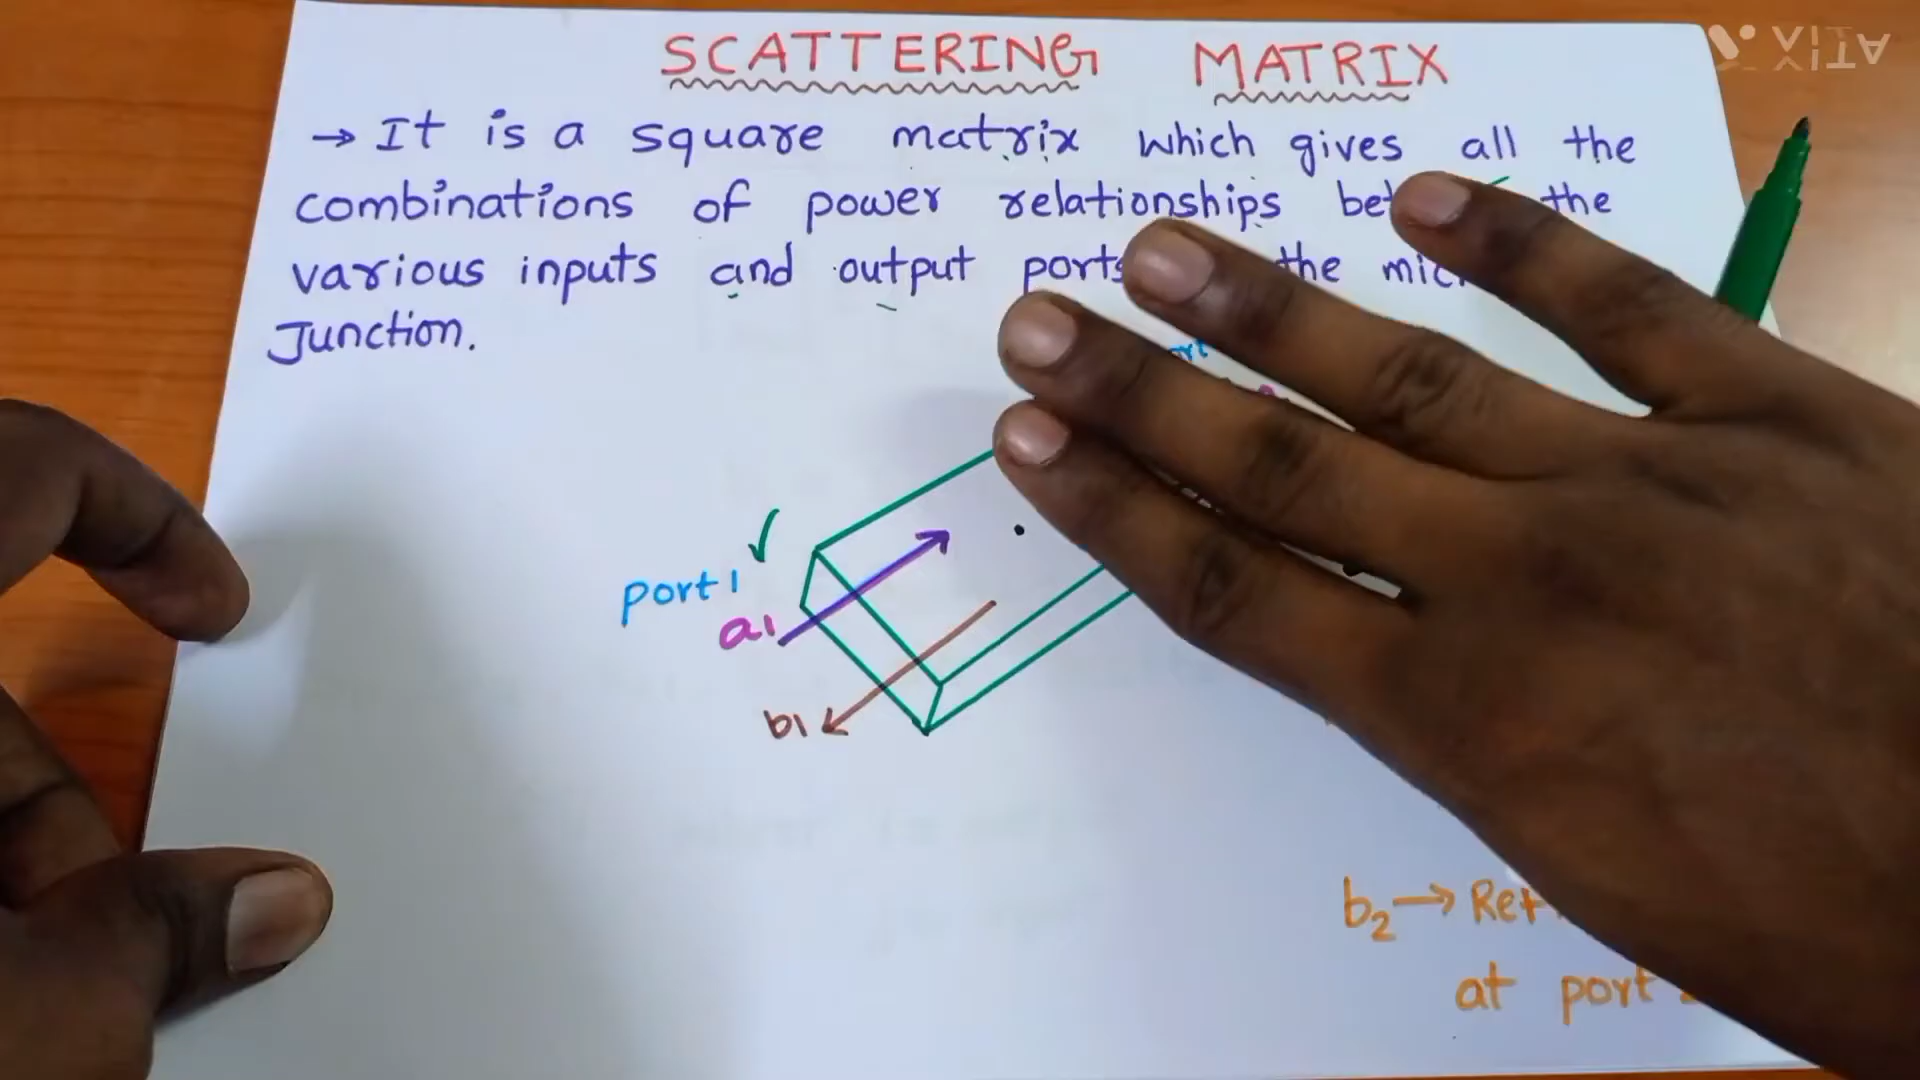 SCATTERING MATRIX
→ It is a square matrix which gives all the
combinations of power relationships the
various inputs and output ports the
Junction.
port 1
a1
b1
b2 →
at port